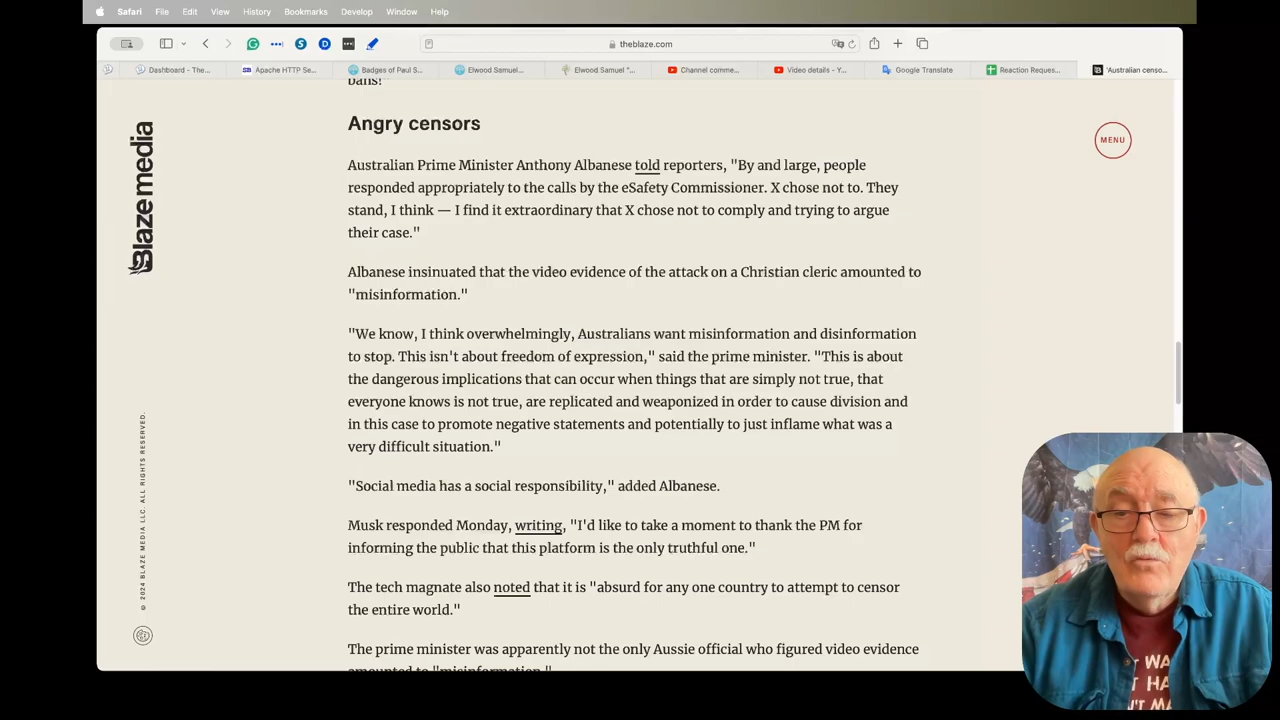 Safari File Edit View History Bookmarks Develop Window Help
theblaze.com
Dashboard - The... Apache HTTP Se... Badges of Paul S... Elwood Samuel... Elwood Samuel "... Channel comme... Video details - Y... Google Translate Reaction Reques... 'Australian censo...
Blaze media
MENU
bans!
Angry censors
Australian Prime Minister Anthony Albanese told reporters, "By and large, people
responded appropriately to the calls by the eSafety Commissioner. X chose not to. They
stand, I think — I find it extraordinary that X chose not to comply and trying to argue
their case."
Albanese insinuated that the video evidence of the attack on a Christian cleric amounted to
"misinformation."
"We know, I think overwhelmingly, Australians want misinformation and disinformation
to stop. This isn't about freedom of expression," said the prime minister. "This is about
the dangerous implications that can occur when things that are simply not true, that
everyone knows is not true, are replicated and weaponized in order to cause division and
in this case to promote negative statements and potentially to just inflame what was a
very difficult situation."
"Social media has a social responsibility," added Albanese.
Musk responded Monday, writing, "I'd like to take a moment to thank the PM for
informing the public that this platform is the only truthful one."
The tech magnate also noted that it is "absurd for any one country to attempt to censor
the entire world."
The prime minister was apparently not the only Aussie official who figured video evidence
amounted to "misinformation."
© 2024 BLAZE MEDIA LLC. ALL RIGHTS RESERVED.